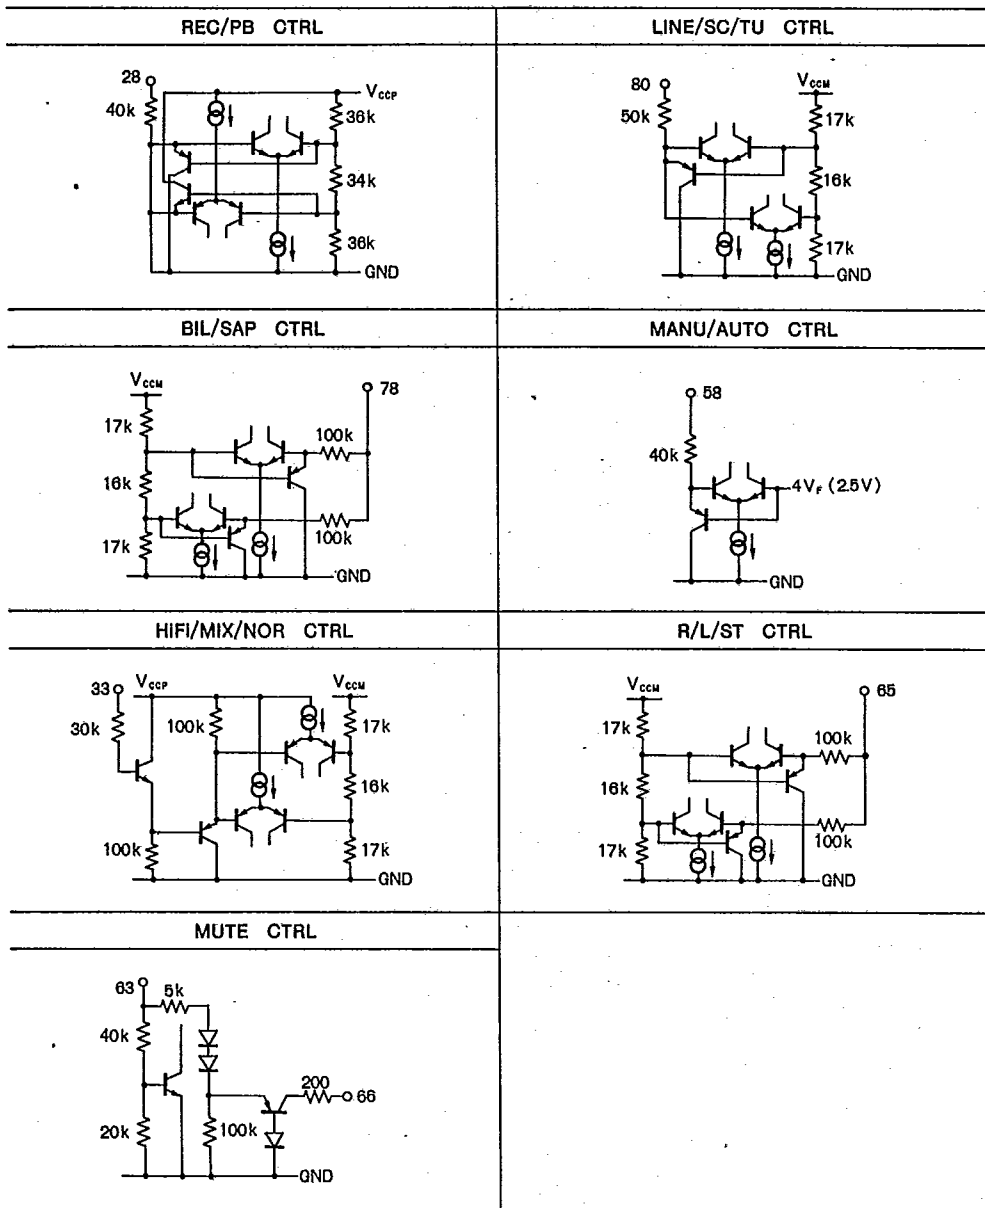 REC/PB CTRL
28
40k
VCCP
36k
34k
36k
GND
LINE/SC/TU CTRL
80
50k
VCCM
17k
16k
17k
GND
BIL/SAP CTRL
VCCM
78
17k
100k
16k
100k
17k
GND
MANU/AUTO CTRL
58
40k
4VF (2.5V)
GND
HIFI/MIX/NOR CTRL
33
VCCP
VCCM
30k
100k
17k
16k
100k
17k
GND
R/L/ST CTRL
VCCM
65
17k
100k
16k
100k
17k
GND
MUTE CTRL
63
5k
40k
200
66
20k
100k
GND